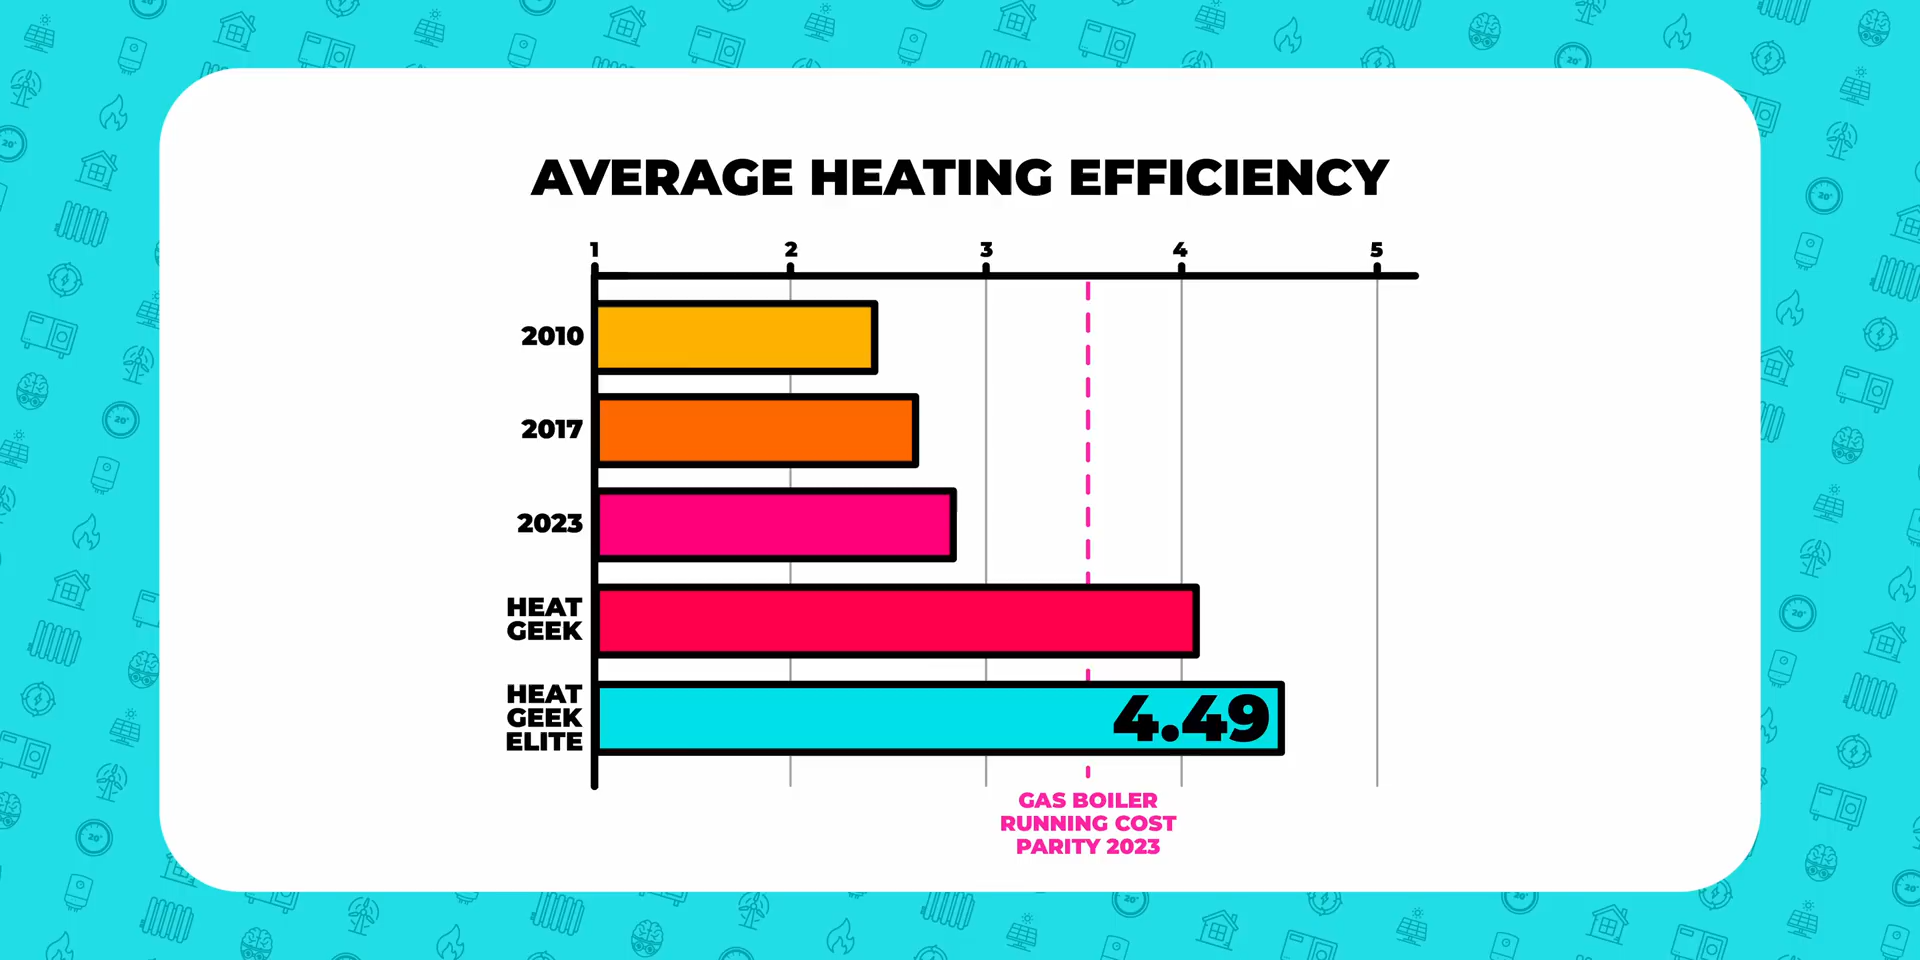 AVERAGE HEATING EFFICIENCY
1 2 3 4 5
2010
2017
2023
HEAT
GEEK
HEAT
GEEK
ELITE
4.49
GAS BOILER
RUNNING COST
PARITY 2023